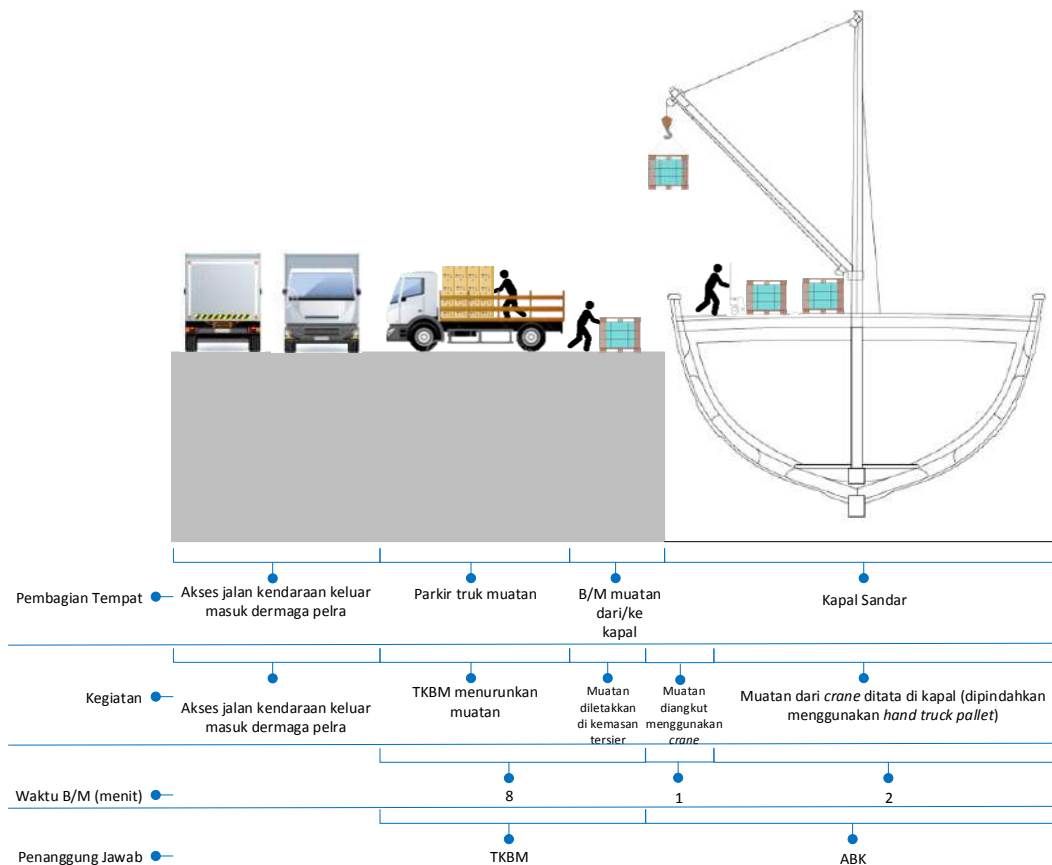 Pembagian Tempat
Akses jalan kendaraan keluar
masuk dermaga pelra
Parkir truk muatan
B/M muatan
dari/ke
kapal
Kapal Sandar
Kegiatan
Akses jalan kendaraan keluar
masuk dermaga pelra
TKBM menurunkan
muatan
Muatan
diletakkan
di kemasan
tersier
Muatan
diangkut
menggunakan
crane
Muatan dari crane ditata di kapal (dipindahkan
menggunakan hand truck pallet)
Waktu B/M (menit)
8
1
2
Penanggung Jawab
TKBM
ABK